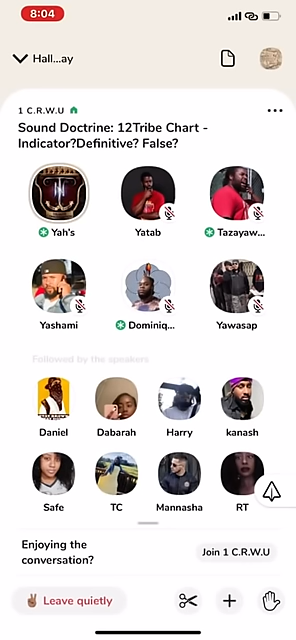 8:04
Hall...ay
1 C.R.W.U
Sound Doctrine: 12Tribe Chart -
Indicator?Definitive? False?
Yah's
Yatab
Tazayaw...
Yashami
Dominiq...
Yawasap
Followed by the speakers
Daniel
Dabarah
Harry
kanash
Safe
TC
Mannasha
RT
Enjoying the
conversation?
Join 1 C.R.W.U
Leave quietly